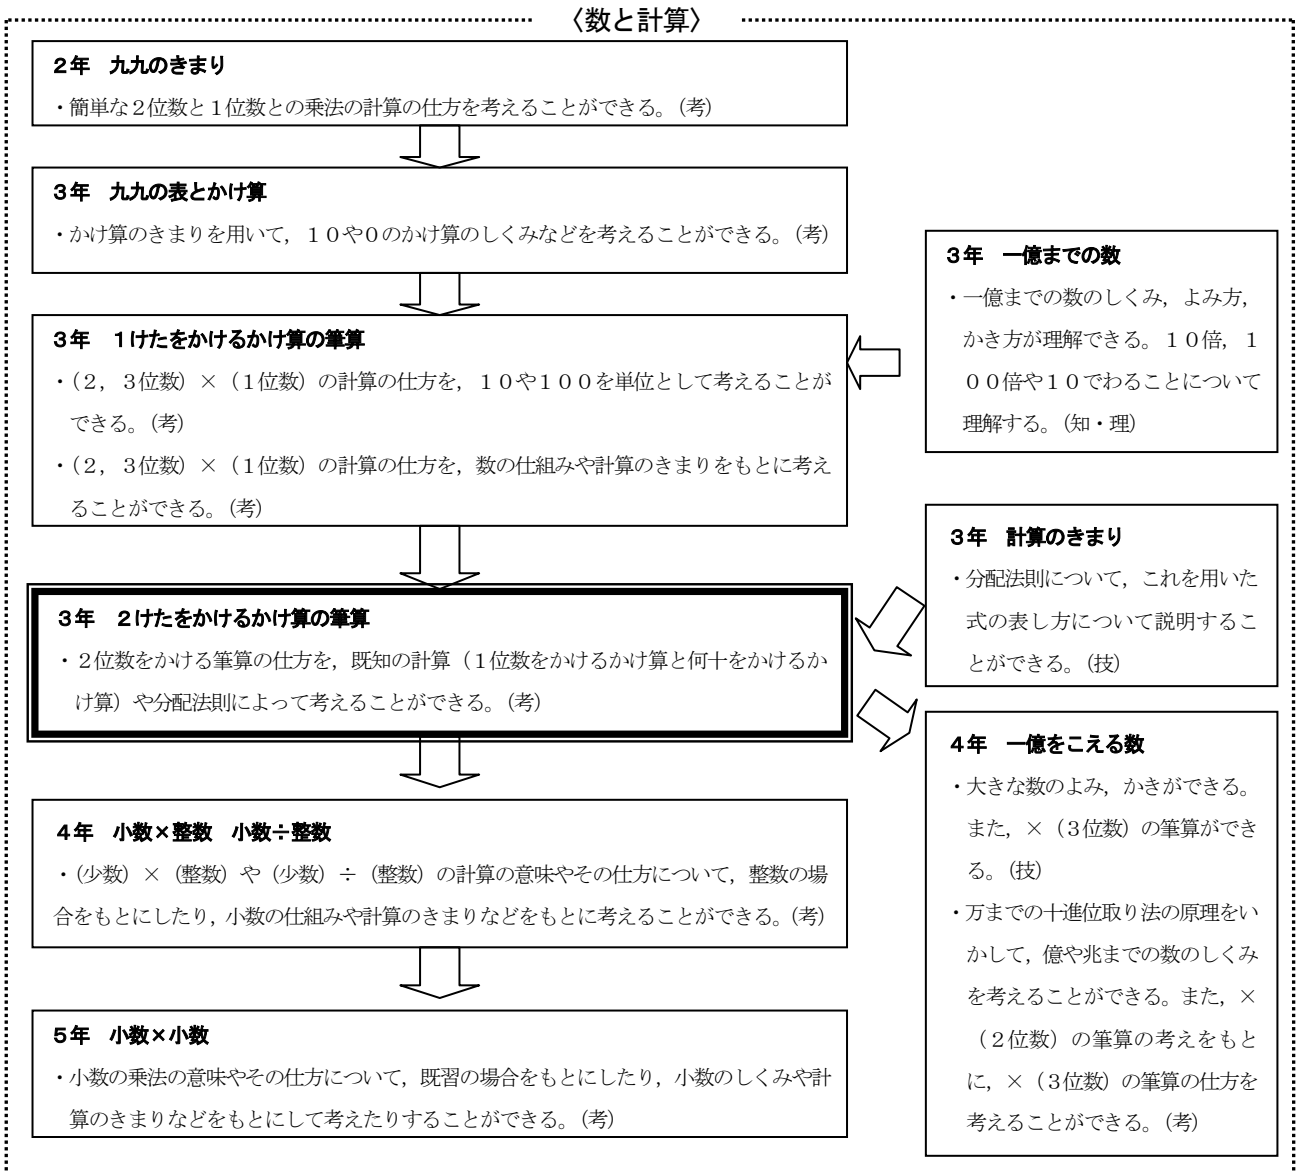 〈数と計算〉
２年　九九のきまり
・簡単な２位数と１位数との乗法の計算の仕方を考えることができる。（考）
３年　九九の表とかけ算
・かけ算のきまりを用いて，１０や０のかけ算のしくみなどを考えることができる。（考）
３年　１けたをかけるかけ算の筆算
・（２，３位数）×（１位数）の計算の仕方を，１０や１００を単位として考えることが
できる。（考）
・（２，３位数）×（１位数）の計算の仕方を，数の仕組みや計算のきまりをもとに考え
ることができる。（考）
３年　一億までの数
・一億までの数のしくみ，よみ方，
かき方が理解できる。１０倍，１
００倍や１０でわることについて
理解する。（知・理）
３年　２けたをかけるかけ算の筆算
・２位数をかける筆算の仕方を，既知の計算（１位数をかけるかけ算と何十をかけるか
け算）や分配法則によって考えることができる。（考）
３年　計算のきまり
・分配法則について，これを用いた
式の表し方について説明するこ
とができる。（技）
４年　小数×整数　小数÷整数
・（少数）×（整数）や（少数）÷（整数）の計算の意味やその仕方について，整数の場
合をもとにしたり，小数の仕組みや計算のきまりなどをもとに考えることができる。（考）
４年　一億をこえる数
・大きな数のよみ，かきができる。
また，×（３位数）の筆算ができ
る。（技）
・万までの十進位取り法の原理をい
かして，億や兆までの数のしくみ
を考えることができる。また，×
（２位数）の筆算の考えをもと
に，×（３位数）の筆算の仕方を
考えることができる。（考）
５年　小数×小数
・小数の乗法の意味やその仕方について，既習の場合をもとにしたり，小数のしくみや計
算のきまりなどをもとにして考えたりすることができる。（考）